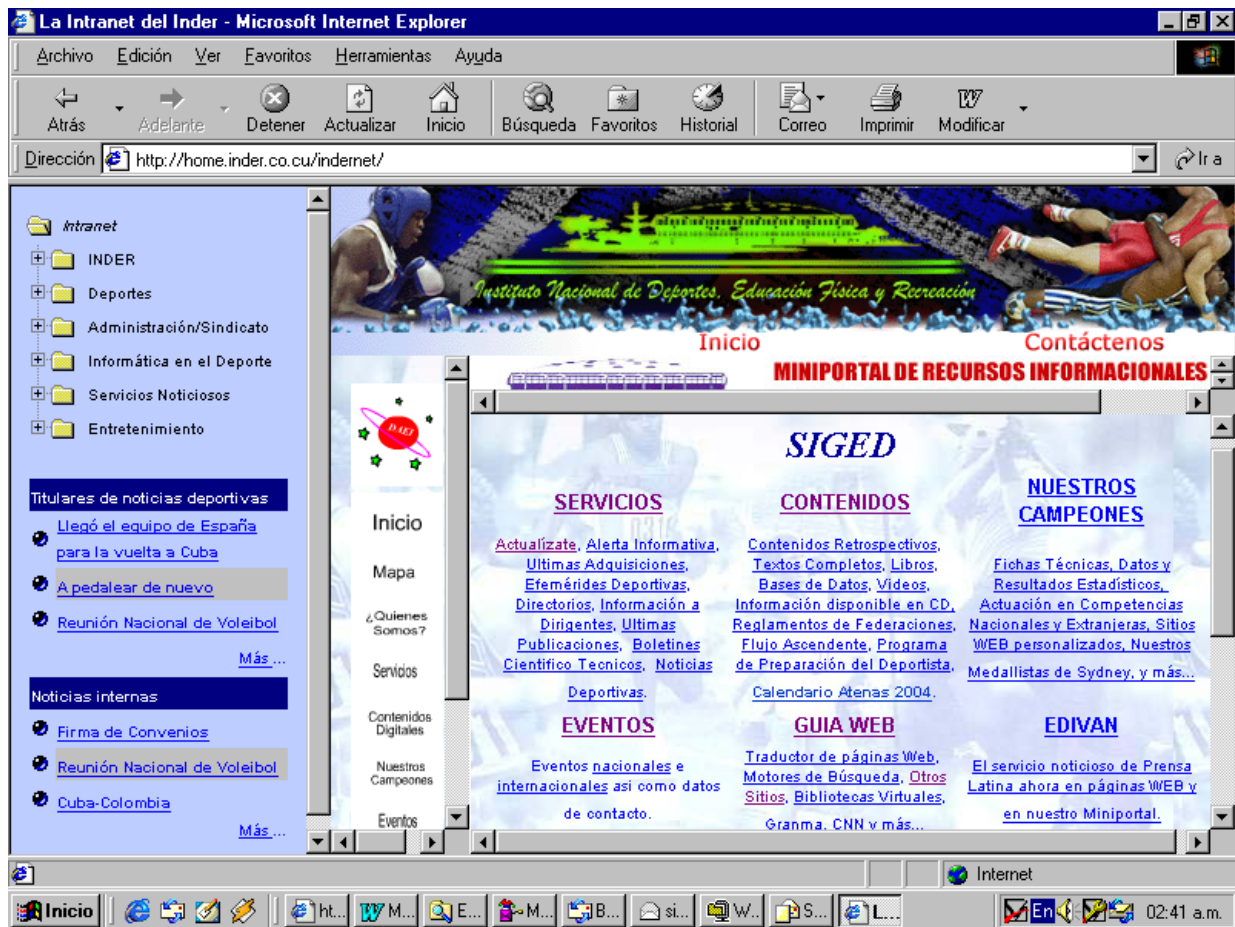 La Intranet del Inder - Microsoft Internet Explorer
Archivo Edición Ver Favoritos Herramientas Ayuda
Atrás Adelante Detener Actualizar Inicio Búsqueda Favoritos Historial Correo Imprimir Modificar
Dirección http://home.inder.co.cu/indernet/ Ir a
Intranet
INDER
Deportes
Administración/Sindicato
Informática en el Deporte
Servicios Noticiosos
Entretenimiento
Titulares de noticias deportivas
Llegó el equipo de España
para la vuelta a Cuba
A pedalear de nuevo
Reunión Nacional de Voleibol
Más ...
Noticias internas
Firma de Convenios
Reunión Nacional de Voleibol
Cuba-Colombia
Más ...
Instituto Nacional de Deportes, Educación Física y Recreación
Inicio Contáctenos
MINIPORTAL DE RECURSOS INFORMACIONALES
DAEI
Inicio
Mapa
¿Quienes
Somos?
Servicios
Contenidos
Digitales
Nuestros
Campeones
Eventos
SIGED
SERVICIOS
Actualízate, Alerta Informativa,
Ultimas Adquisiciones,
Efemérides Deportivas,
Directorios, Información a
Dirigentes, Ultimas
Publicaciones, Boletines
Cientifico Tecnicos, Noticias
Deportivas.
CONTENIDOS
Contenidos Retrospectivos,
Textos Completos, Libros,
Bases de Datos, Videos,
Información disponible en CD,
Reglamentos de Federaciones,
Flujo Ascendente, Programa
de Preparación del Deportista,
Calendario Atenas 2004.
NUESTROS
CAMPEONES
Fichas Técnicas, Datos y
Resultados Estadísticos,
Actuación en Competencias
Nacionales y Extranjeras, Sitios
WEB personalizados, Nuestros
Medallistas de Sydney, y más...
EVENTOS
Eventos nacionales e
internacionales asi como datos
de contacto.
GUIA WEB
Traductor de páginas Web,
Motores de Búsqueda, Otros
Sitios, Bibliotecas Virtuales,
Granma, CNN y más...
EDIVAN
El servicio noticioso de Prensa
Latina ahora en páginas WEB y
en nuestro Miniportal.
Internet
Inicio ht... M... E... M... B... si... W... S... L... En 02:41 a.m.